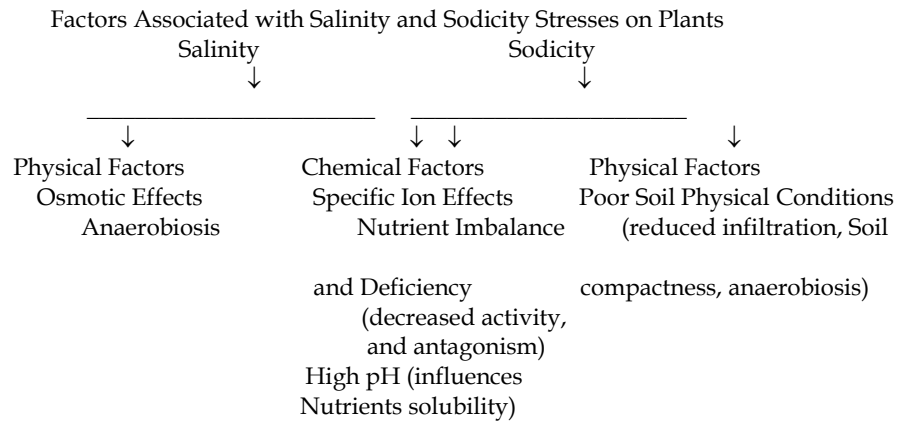 Factors Associated with Salinity and Sodicity Stresses on Plants
Salinity Sodicity
↓ ↓
↓ ↓ ↓ ↓
Physical Factors Chemical Factors Physical Factors
Osmotic Effects Specific Ion Effects Poor Soil Physical Conditions
Anaerobiosis Nutrient Imbalance (reduced infiltration, Soil
and Deficiency compactness, anaerobiosis)
(decreased activity,
and antagonism)
High pH (influences
Nutrients solubility)